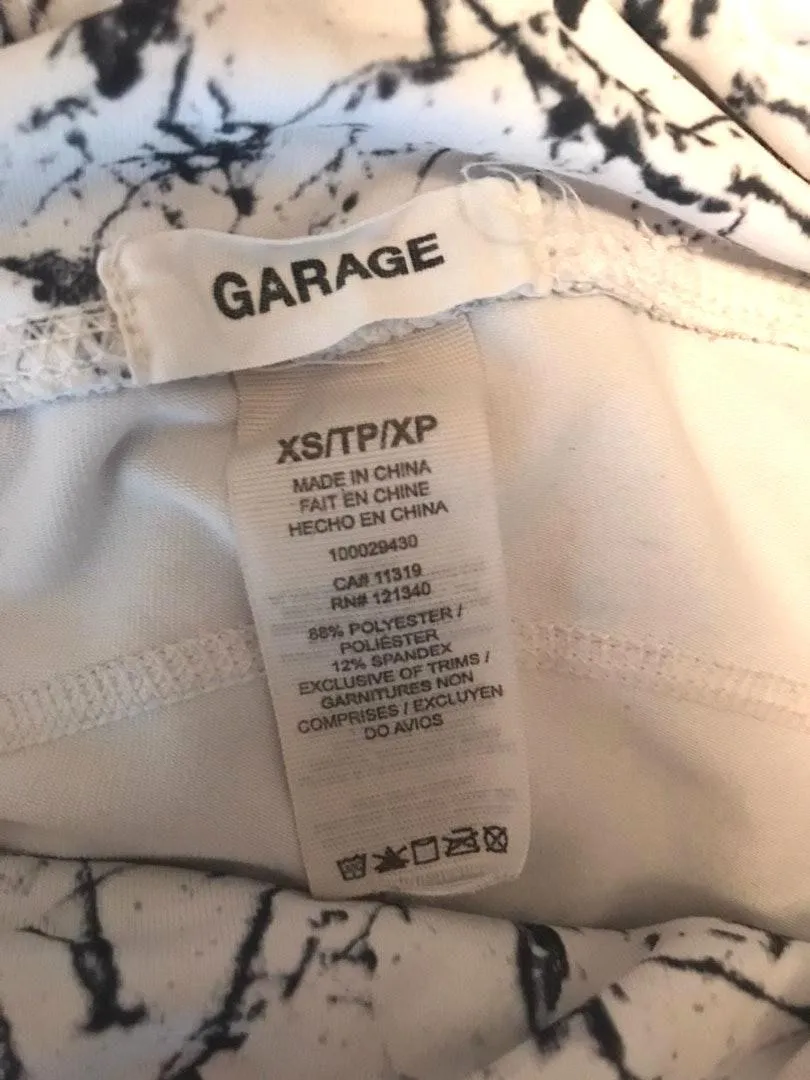 GARAGE
XS/TP/XP
MADE IN CHINA
FAIT EN CHINE
HECHO EN CHINA
100029430
CA# 11319
RN# 121340
88% POLYESTER /
POLIÉSTER
12% SPANDEX
EXCLUSIVE OF TRIMS /
GARNITURES NON
COMPRISES / EXCLUYEN
DO AVIOS